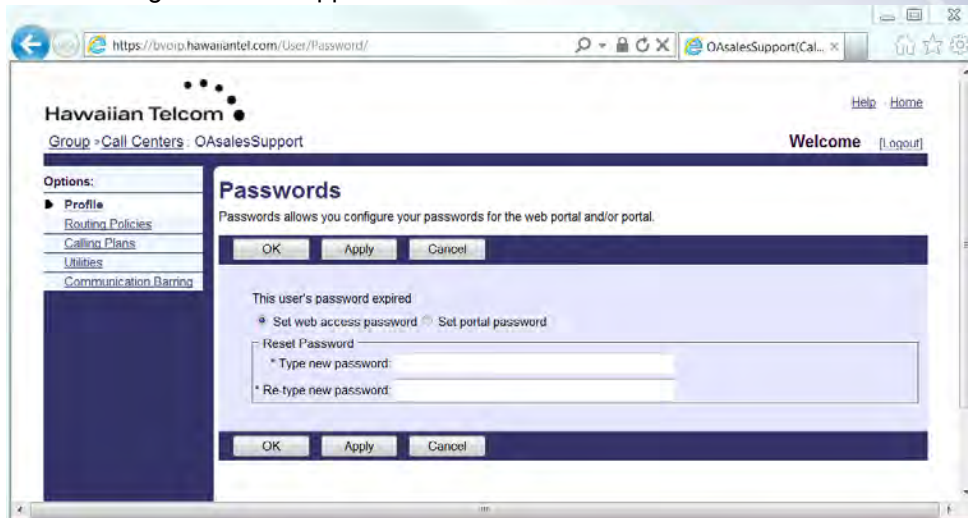 https://bvoip.hawaiiantel.com/User/Password/
OAsalesSupport(Cal...
Hawaiian Telcom
Help Home
Group >Call Centers : OAsalesSupport
Welcome [Logout]
Options:
Profile
Routing Policies
Calling Plans
Utilities
Communication Barring
Passwords
Passwords allows you configure your passwords for the web portal and/or portal.
OK Apply Cancel
This user's password expired
Set web access password Set portal password
Reset Password
* Type new password:
* Re-type new password:
OK Apply Cancel